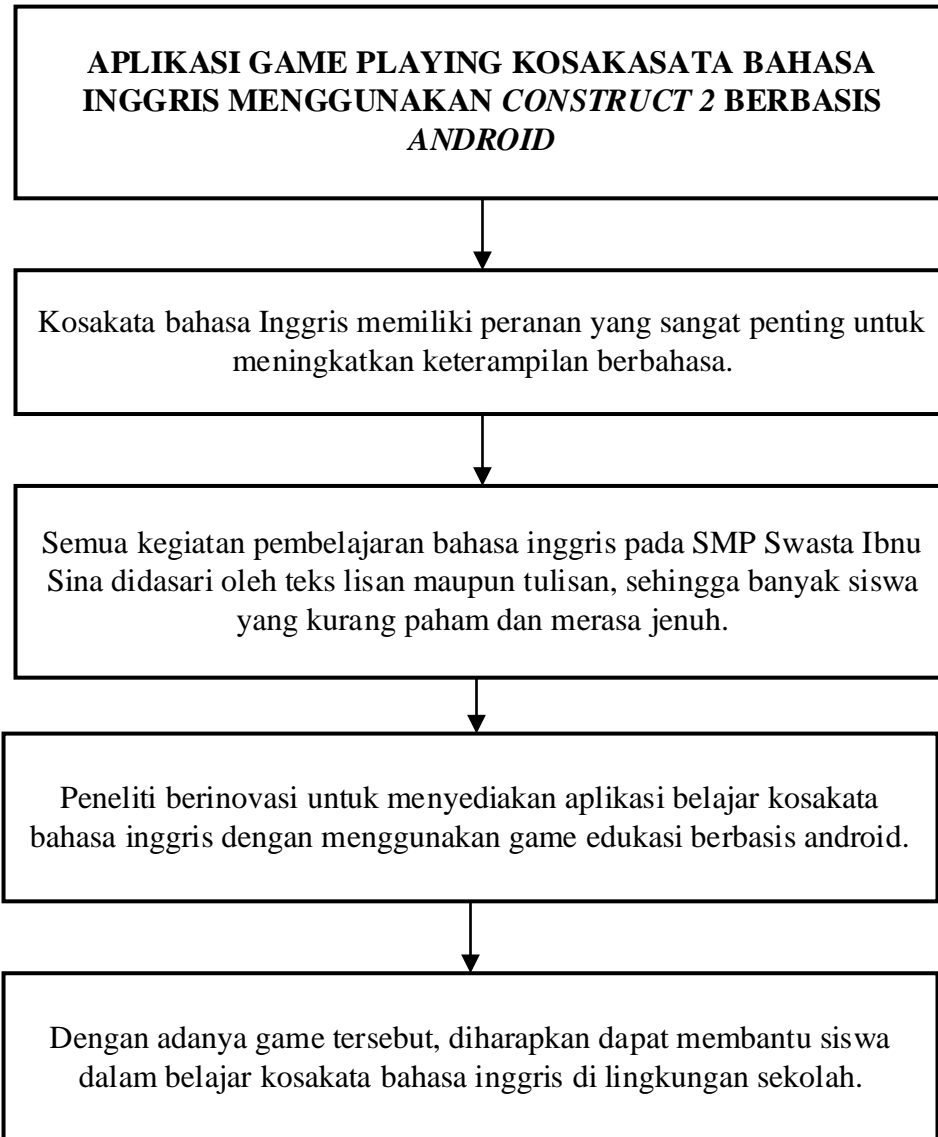 APLIKASI GAME PLAYING KOSAKASATA BAHASA
INGGRIS MENGGUNAKAN CONSTRUCT 2 BERBASIS
ANDROID
Kosakata bahasa Inggris memiliki peranan yang sangat penting untuk
meningkatkan keterampilan berbahasa.
Semua kegiatan pembelajaran bahasa inggris pada SMP Swasta Ibnu
Sina didasari oleh teks lisan maupun tulisan, sehingga banyak siswa
yang kurang paham dan merasa jenuh.
Peneliti berinovasi untuk menyediakan aplikasi belajar kosakata
bahasa inggris dengan menggunakan game edukasi berbasis android.
Dengan adanya game tersebut, diharapkan dapat membantu siswa
dalam belajar kosakata bahasa inggris di lingkungan sekolah.